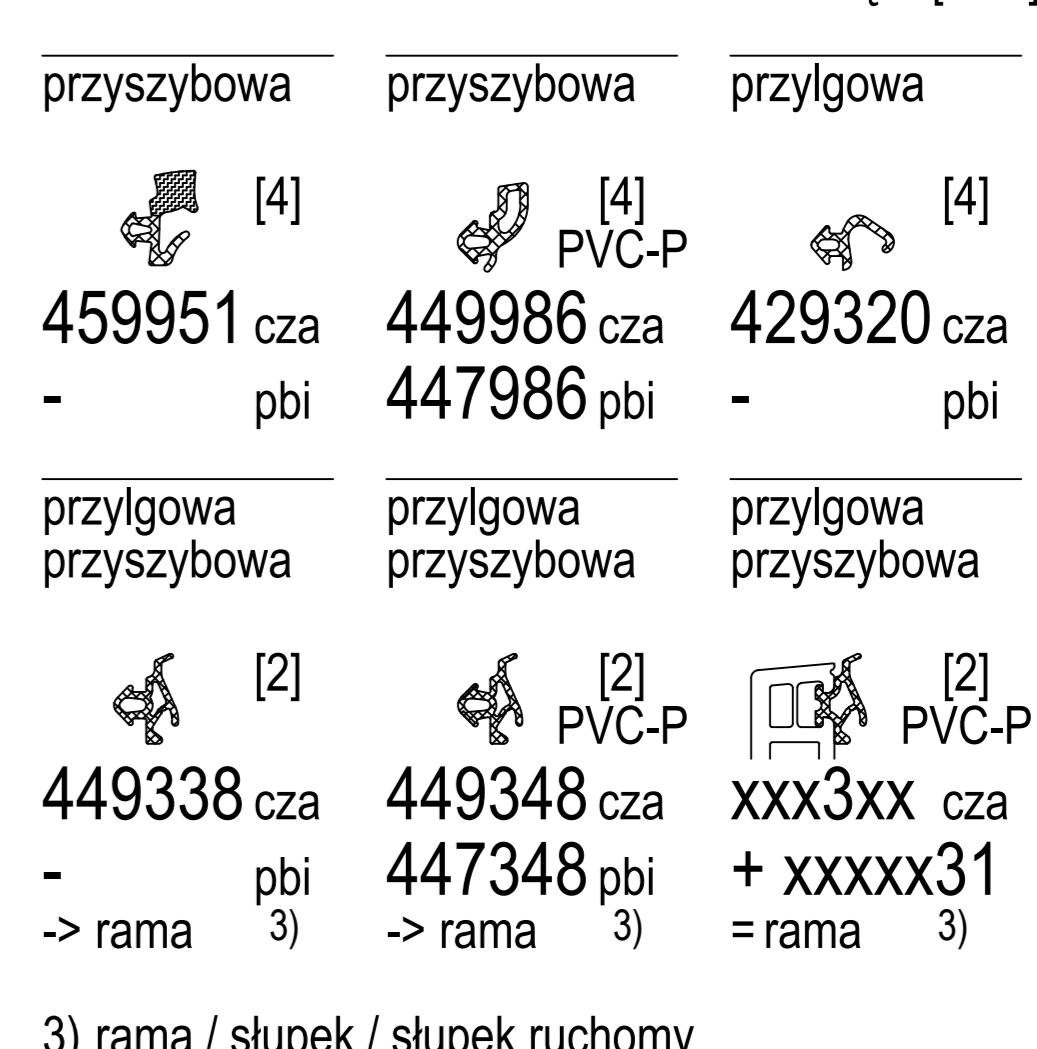 przyszybowa przyszybowa przylgowa
[4] [4] [4]
PVC-P
459951 cza 449986 cza 429320 cza
- pbi 447986 pbi - pbi
przylgowa przylgowa przylgowa
przyszybowa przyszybowa przyszybowa
[2] [2] [2]
PVC-P PVC-P
449338 cza 449348 cza xxx3xx cza
- pbi 447348 pbi + xxxxx31
-> rama 3) -> rama 3) = rama 3)
3) rama / słupek / słupek ruchomy